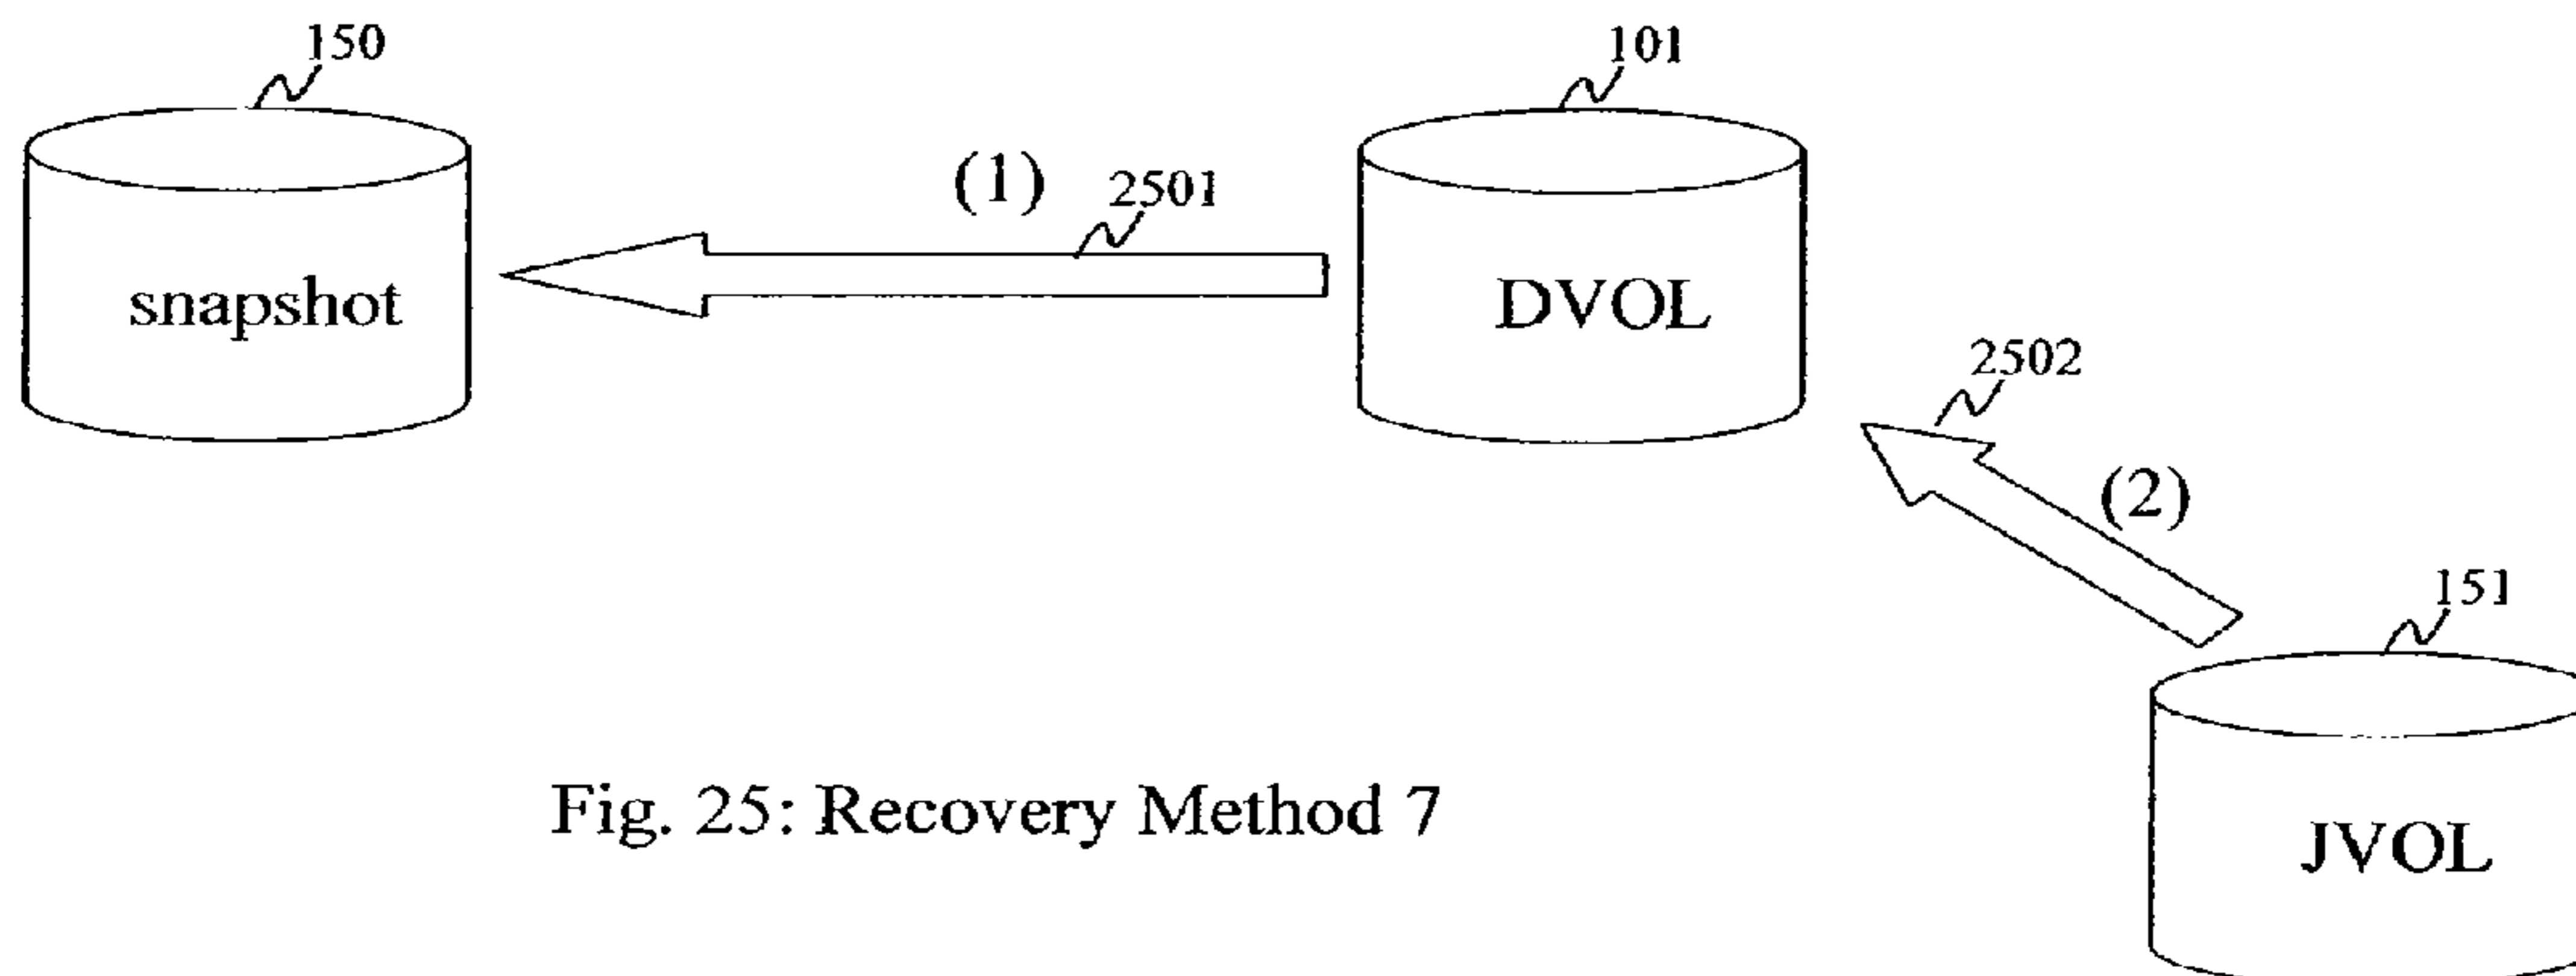 150
101
(1)
2501
snapshot
DVOL
2502
(2)
151
Fig. 25: Recovery Method 7
JVOL